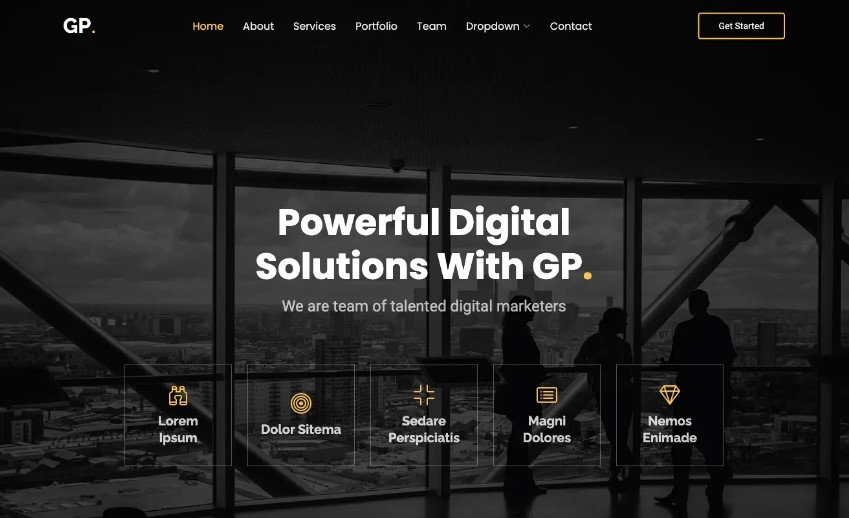 GP.
Home About Services Portfolio Team Dropdown Contact
Get Started
Powerful Digital
Solutions With GP.
We are team of talented digital marketers
Lorem
Ipsum
Dolor Sitema
Sedare
Perspiciatis
Magni
Dolores
Nemos
Enimade